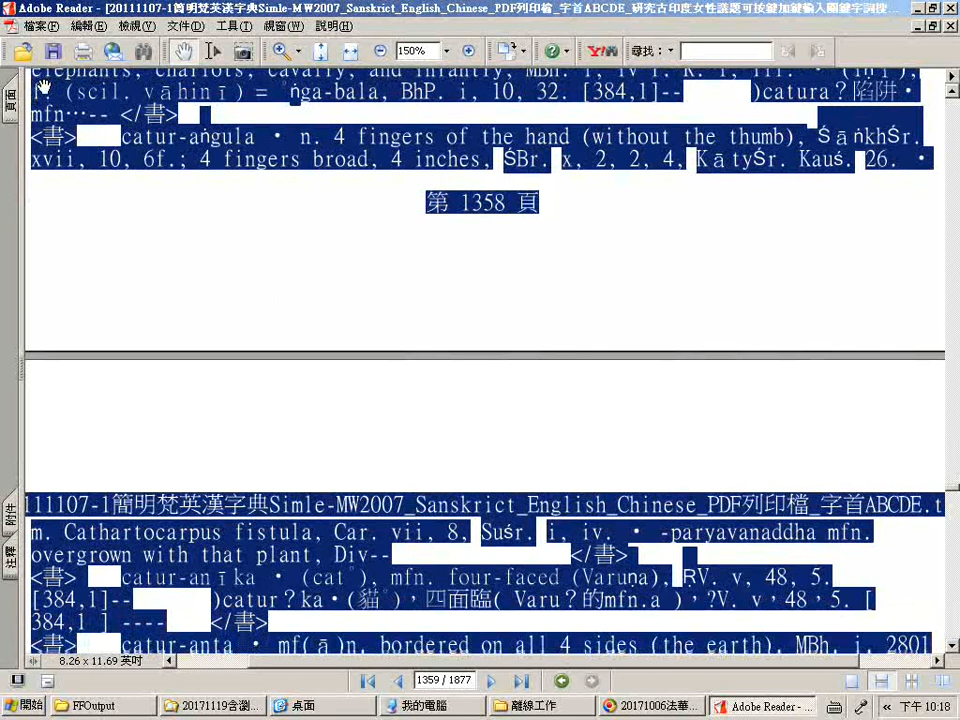 Adobe Reader - [20111107-1簡明梵英漢字典Simle-MW2007_Sanskrict_English_Chinese_PDF列印檔_字首ABCDE_研究古印度女性議題可按鍵加鍵輸入關鍵字詞搜...
檔案(F) 編輯(E) 檢視(V) 文件(D) 工具(T) 視窗(W) 說明(H)
150% Y! 尋找：
頁面
elephants, chariots, cavalry, and infantry, MBh. i, iv f. R. i, iii. • (in ī),
f. (scil. vāhinī) = °ṅga-bala, BhP. i, 10, 32. [384,1]-- )catura？陷阱•
mfn…-- </書>
<書> catur-aṅgula • n. 4 fingers of the hand (without the thumb), ŚāṅkhŚr.
xvii, 10, 6f.; 4 fingers broad, 4 inches, ŚBr. x, 2, 2, 4, KātyŚr. Kauś. 26. •
第 1358 頁
111107-1簡明梵英漢字典Simle-MW2007_Sanskrict_English_Chinese_PDF列印檔_字首ABCDE.t
m. Cathartocarpus fistula, Car. vii, 8, Suśr. i, iv. • -paryavanaddha mfn.
overgrown with that plant, Div-- </書>
<書> catur-anīka • (cat°), mfn. four-faced (Varuṇa), ṚV. v, 48, 5.
[384,1]-- )catur？ka•(貓°)，四面臨( Varu？的mfn.a )，?V. v，48，5. [
384,1 ] ---- </書>
<書> catur-anta • mf(ā)n. bordered on all 4 sides (the earth), MBh. i, 2801
附件
注釋
8.26 x 11.69 英吋
1359 / 1877
開始 FFOutput 20171119含瀏... 桌面 我的電腦 離線工作 20171006法華... Adobe Reader - ... 下午 10:18